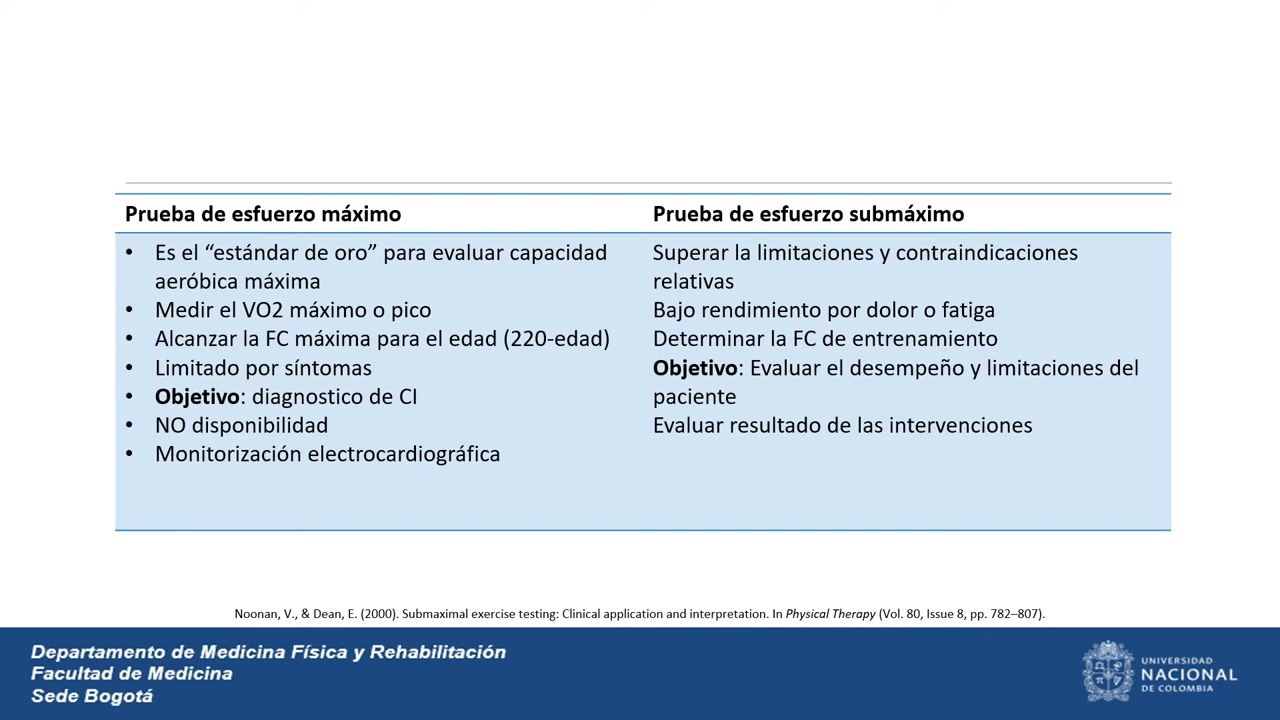 Prueba de esfuerzo máximo
Prueba de esfuerzo submáximo
• Es el “estándar de oro” para evaluar capacidad
aeróbica máxima
• Medir el VO2 máximo o pico
• Alcanzar la FC máxima para el edad (220-edad)
• Limitado por síntomas
• Objetivo: diagnostico de CI
• NO disponibilidad
• Monitorización electrocardiográfica
Superar la limitaciones y contraindicaciones
relativas
Bajo rendimiento por dolor o fatiga
Determinar la FC de entrenamiento
Objetivo: Evaluar el desempeño y limitaciones del
paciente
Evaluar resultado de las intervenciones
Noonan, V., & Dean, E. (2000). Submaximal exercise testing: Clinical application and interpretation. In Physical Therapy (Vol. 80, Issue 8, pp. 782–807).
Departamento de Medicina Física y Rehabilitación
Facultad de Medicina
Sede Bogotá
UNIVERSIDAD
NACIONAL
DE COLOMBIA